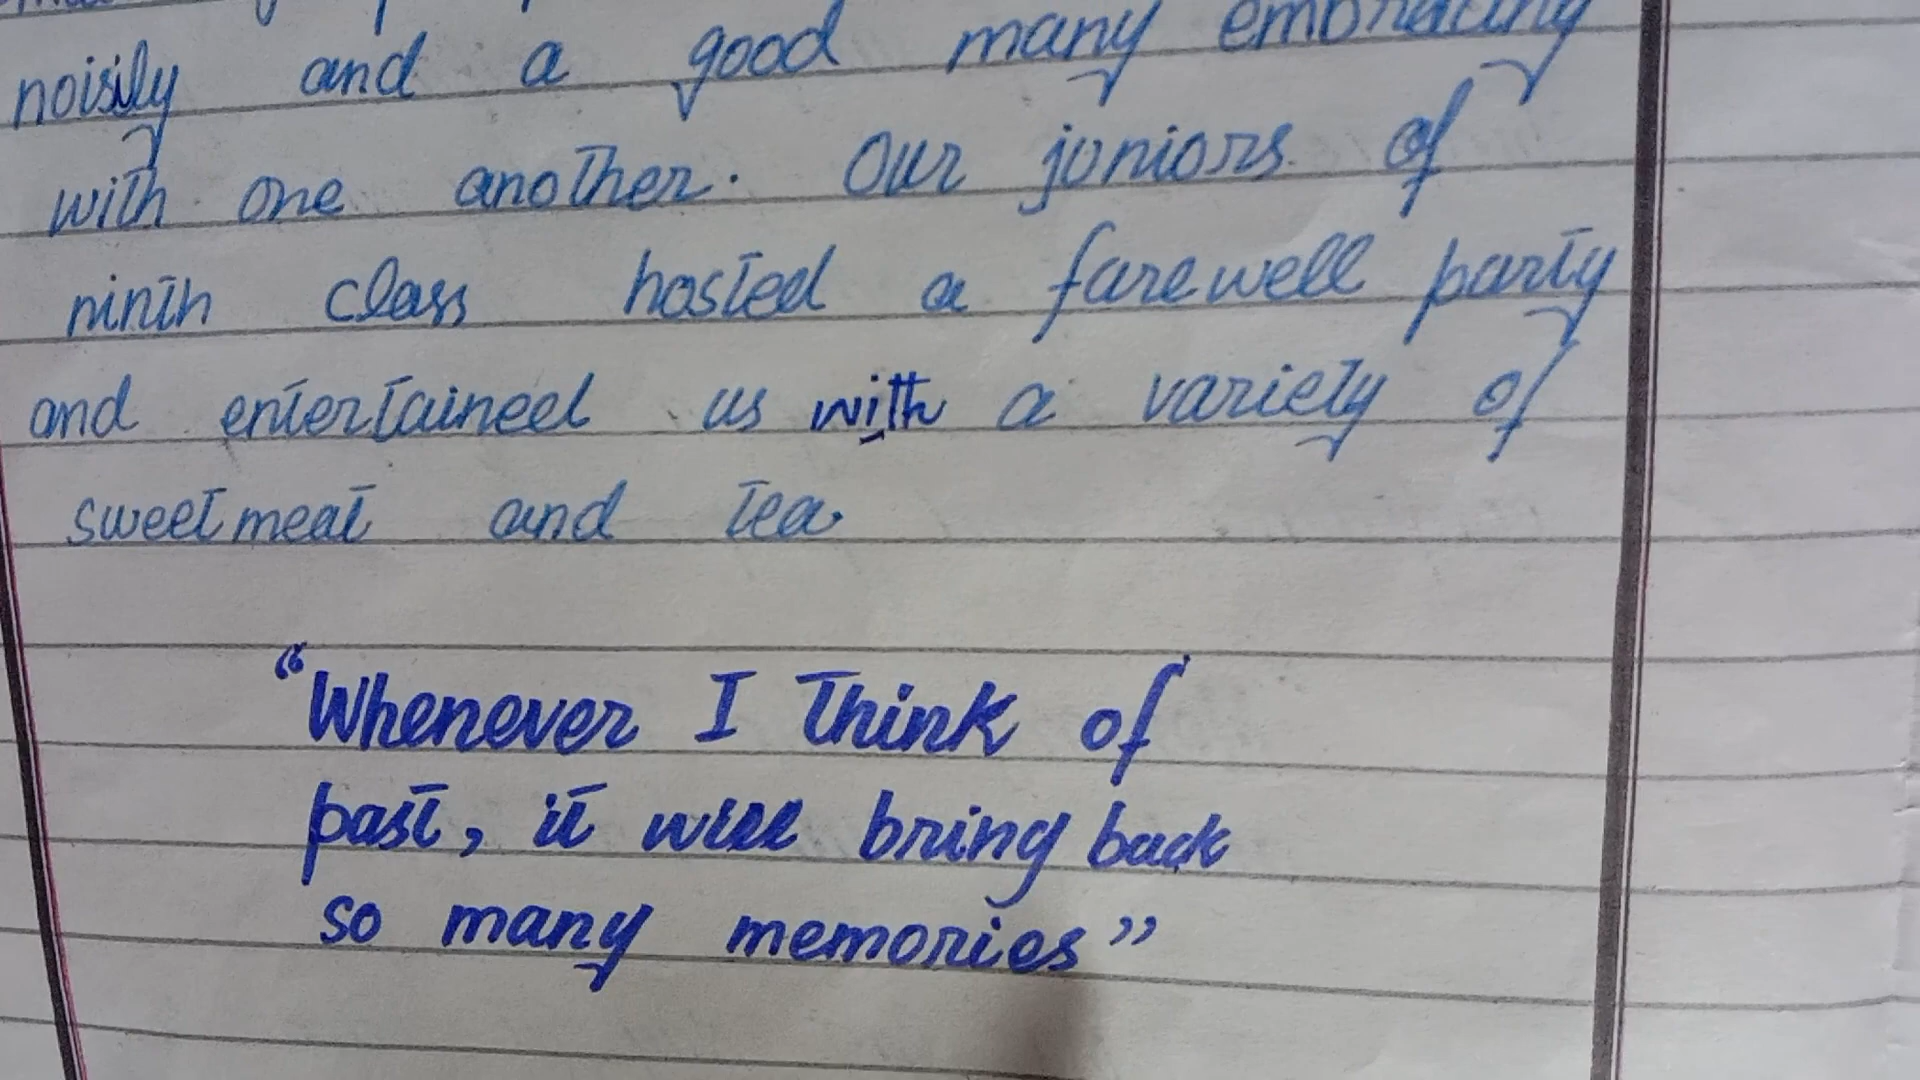 noisily and a good many embracing
with one another. Our juniors of
ninth class hosted a farewell party
and entertained us with a variety of
sweetmeat and tea.
“Whenever I think of
past, it will bring back
so many memories”